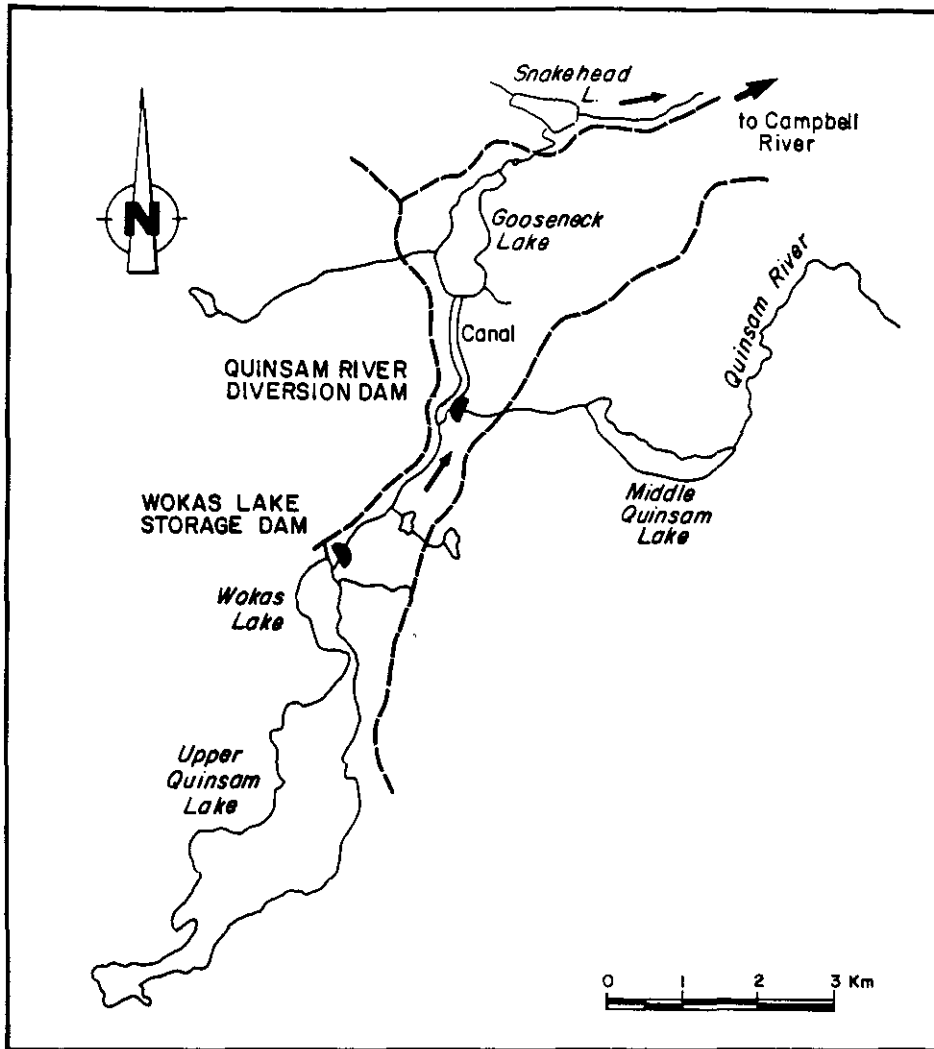 Snakehead
L.
to Campbell
River
N
Gooseneck
Lake
Quinsam River
Canal
QUINSAM RIVER
DIVERSION DAM
Middle
Quinsam
Lake
WOKAS LAKE
STORAGE DAM
Wokas
Lake
Upper
Quinsam
Lake
0 1 2 3 Km